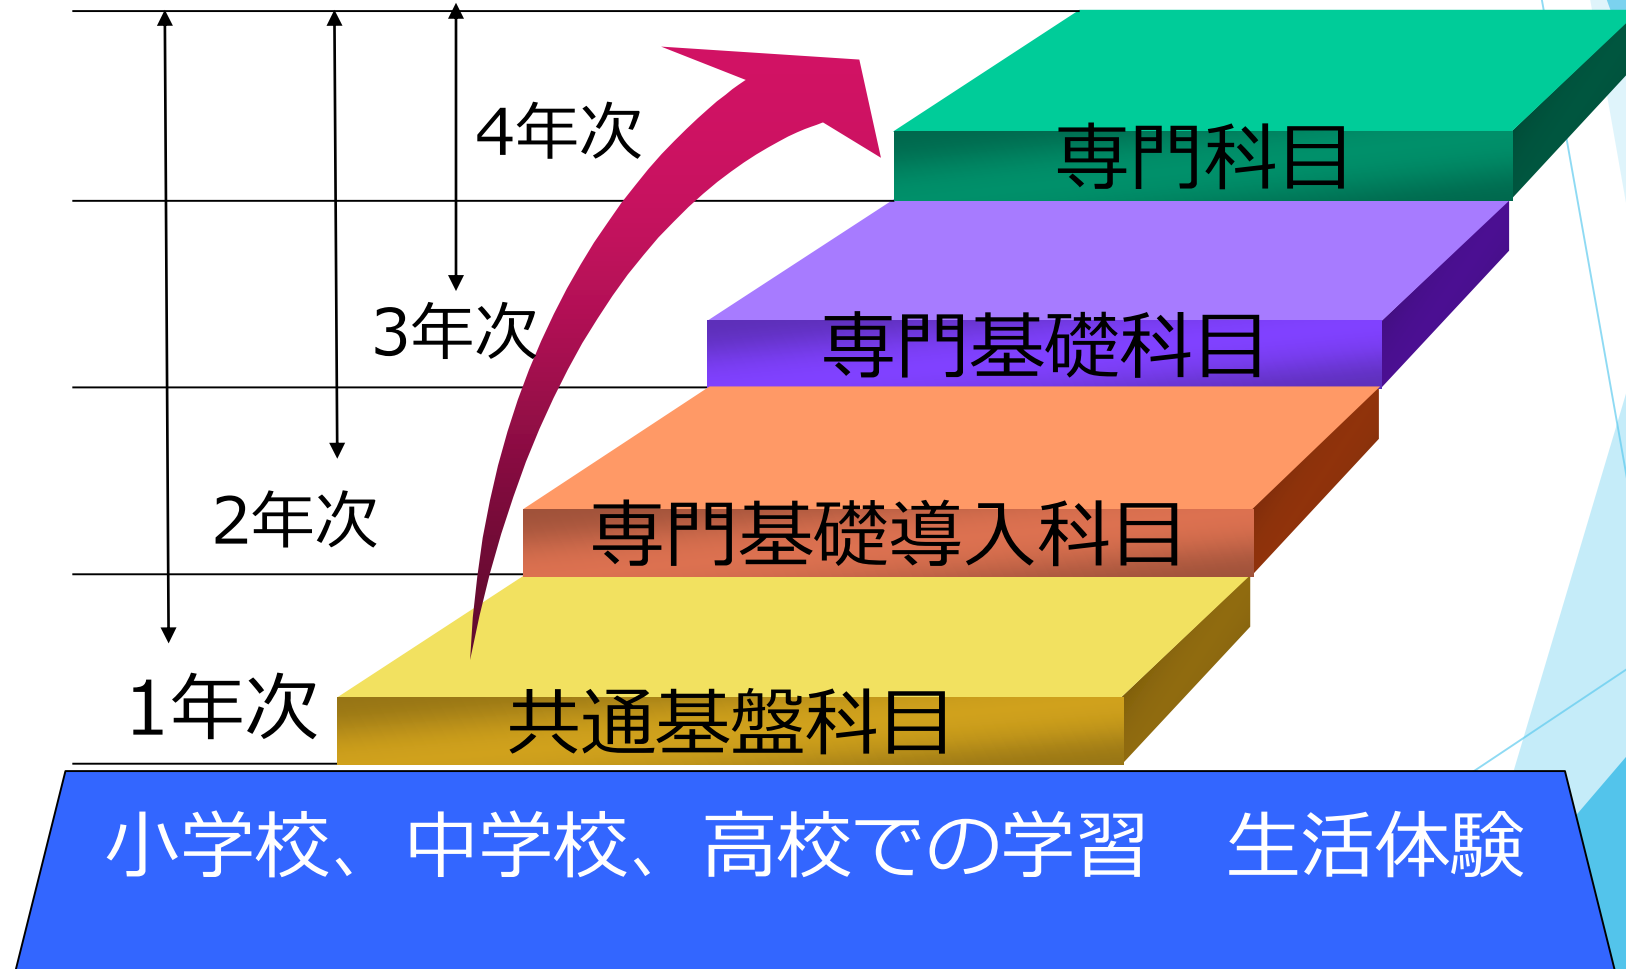 4年次
専門科目
3年次
専門基礎科目
2年次
専門基礎導入科目
1年次
共通基盤科目
小学校、中学校、高校での学習　生活体験